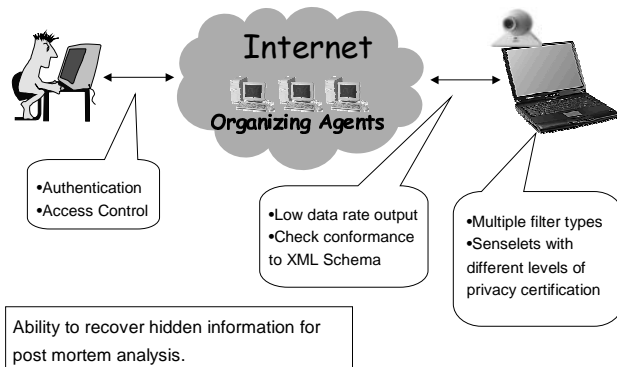 Internet
Organizing Agents
•Authentication
•Access Control
•Low data rate output
•Check conformance
to XML Schema
•Multiple filter types
•Senselets with
different levels of
privacy certification
Ability to recover hidden information for
post mortem analysis.